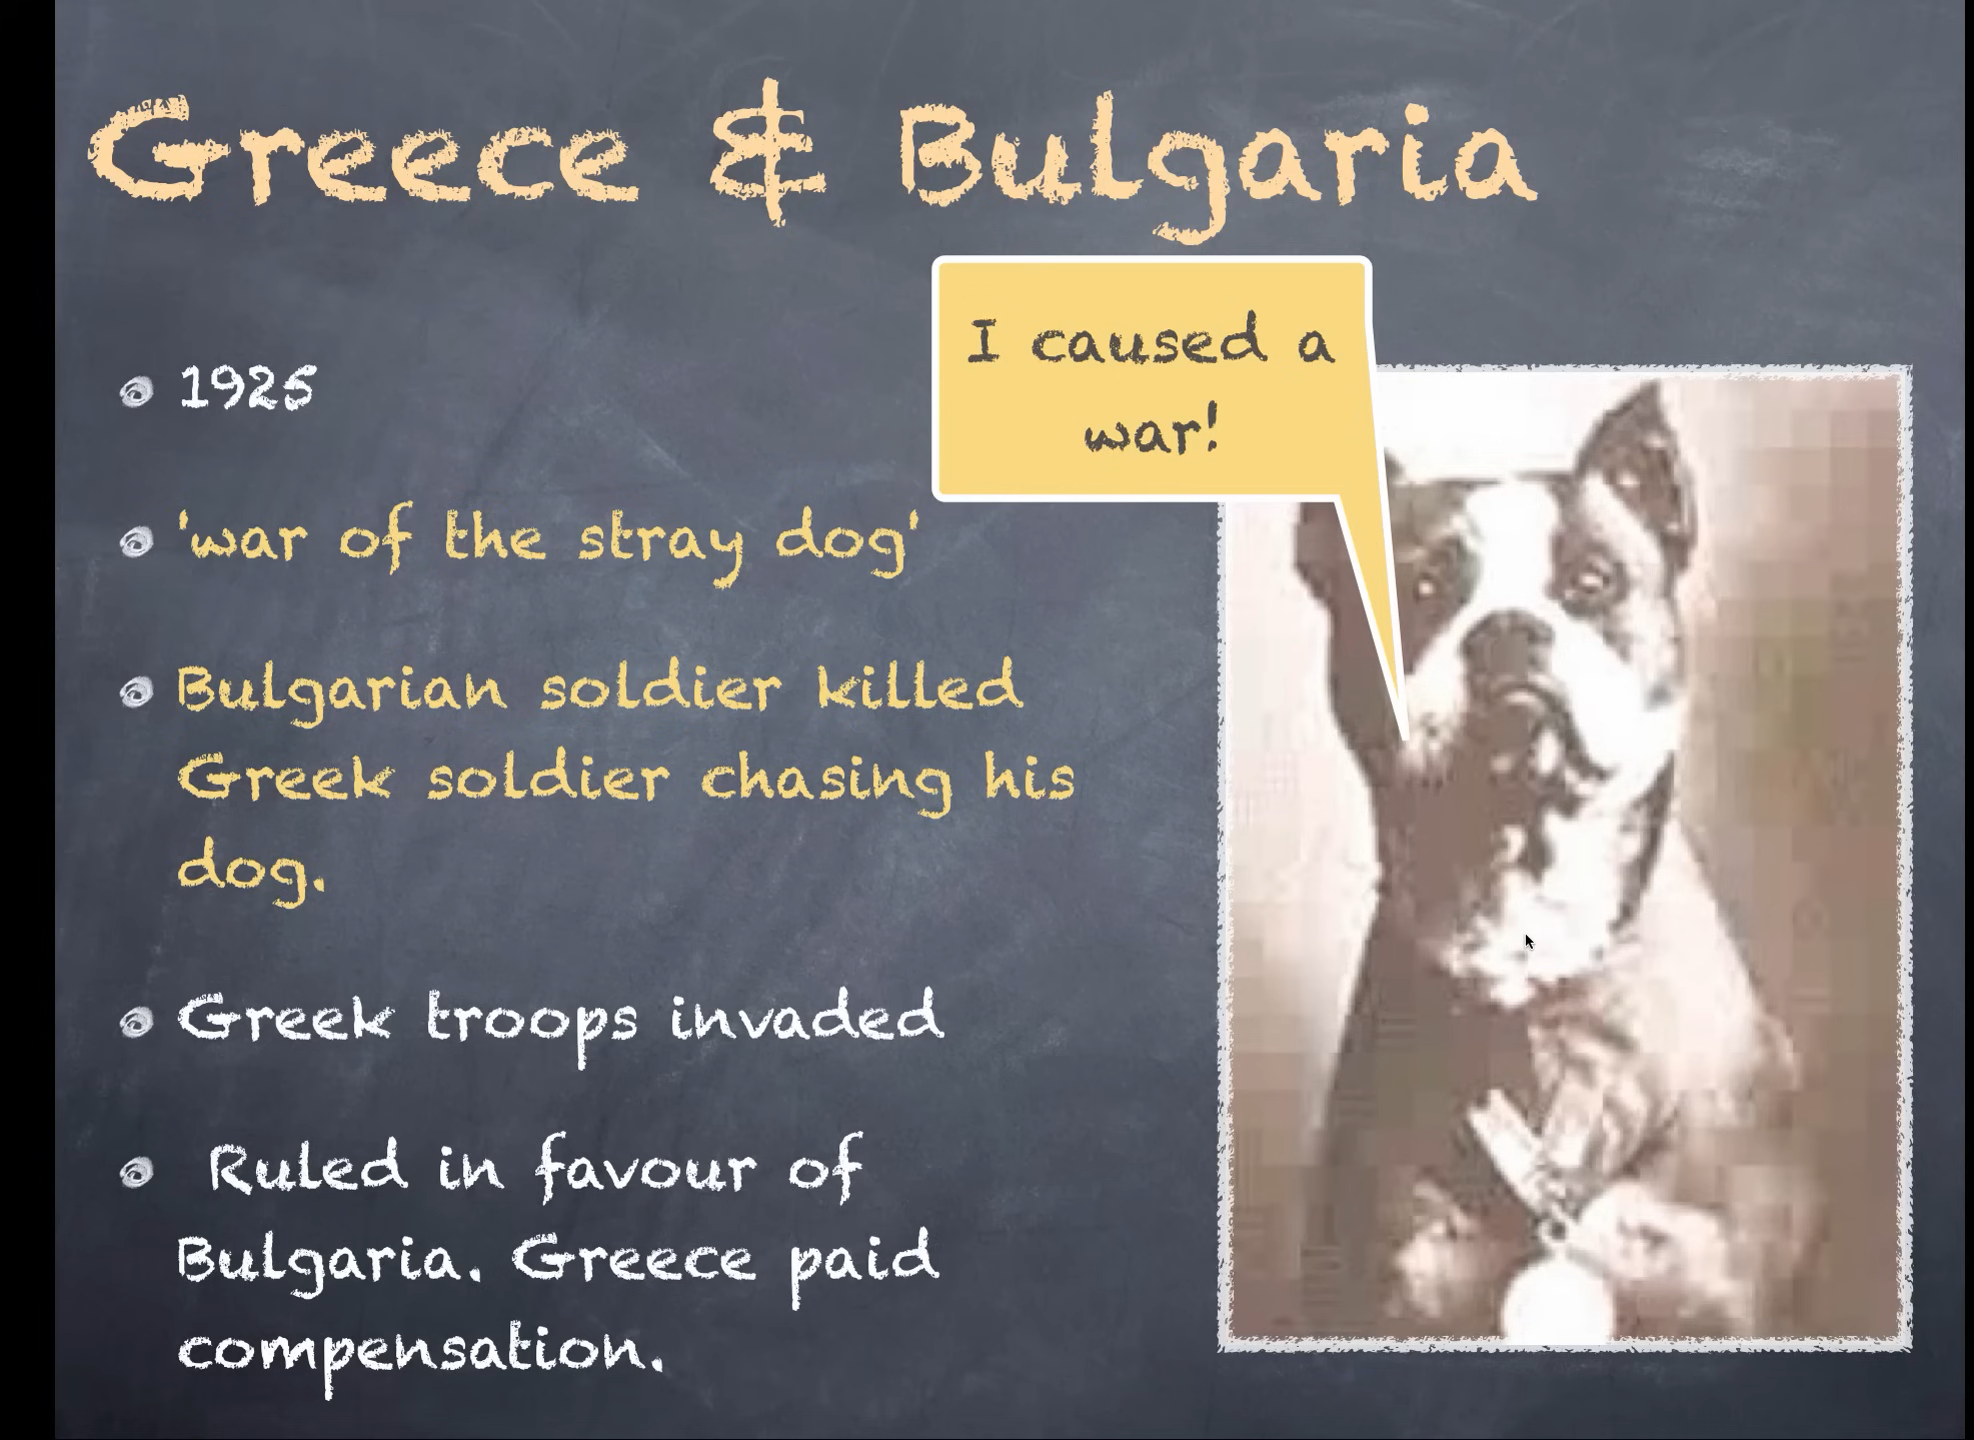 Greece & Bulgaria
I caused a
war!
1925
'war of the stray dog'
Bulgarian soldier killed
Greek soldier chasing his
dog.
Greek troops invaded
Ruled in favour of
Bulgaria. Greece paid
compensation.